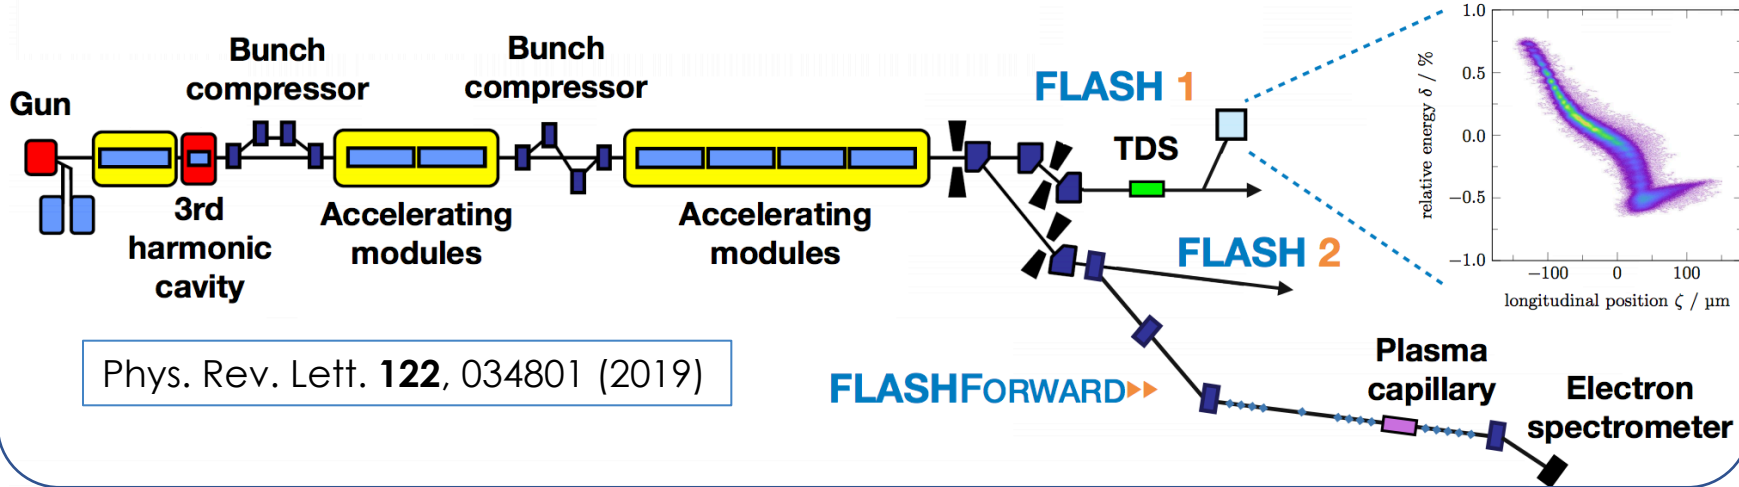 Gun
Bunch
compressor
Bunch
compressor
3rd
harmonic
cavity
Accelerating
modules
Accelerating
modules
FLASH 1
TDS
FLASH 2
FLASHFORWARD
Plasma
capillary
Electron
spectrometer
Phys. Rev. Lett. 122, 034801 (2019)
relative energy δ / %
1.0
0.5
0.0
−0.5
−1.0
−100 0 100
longitudinal position ζ / μm